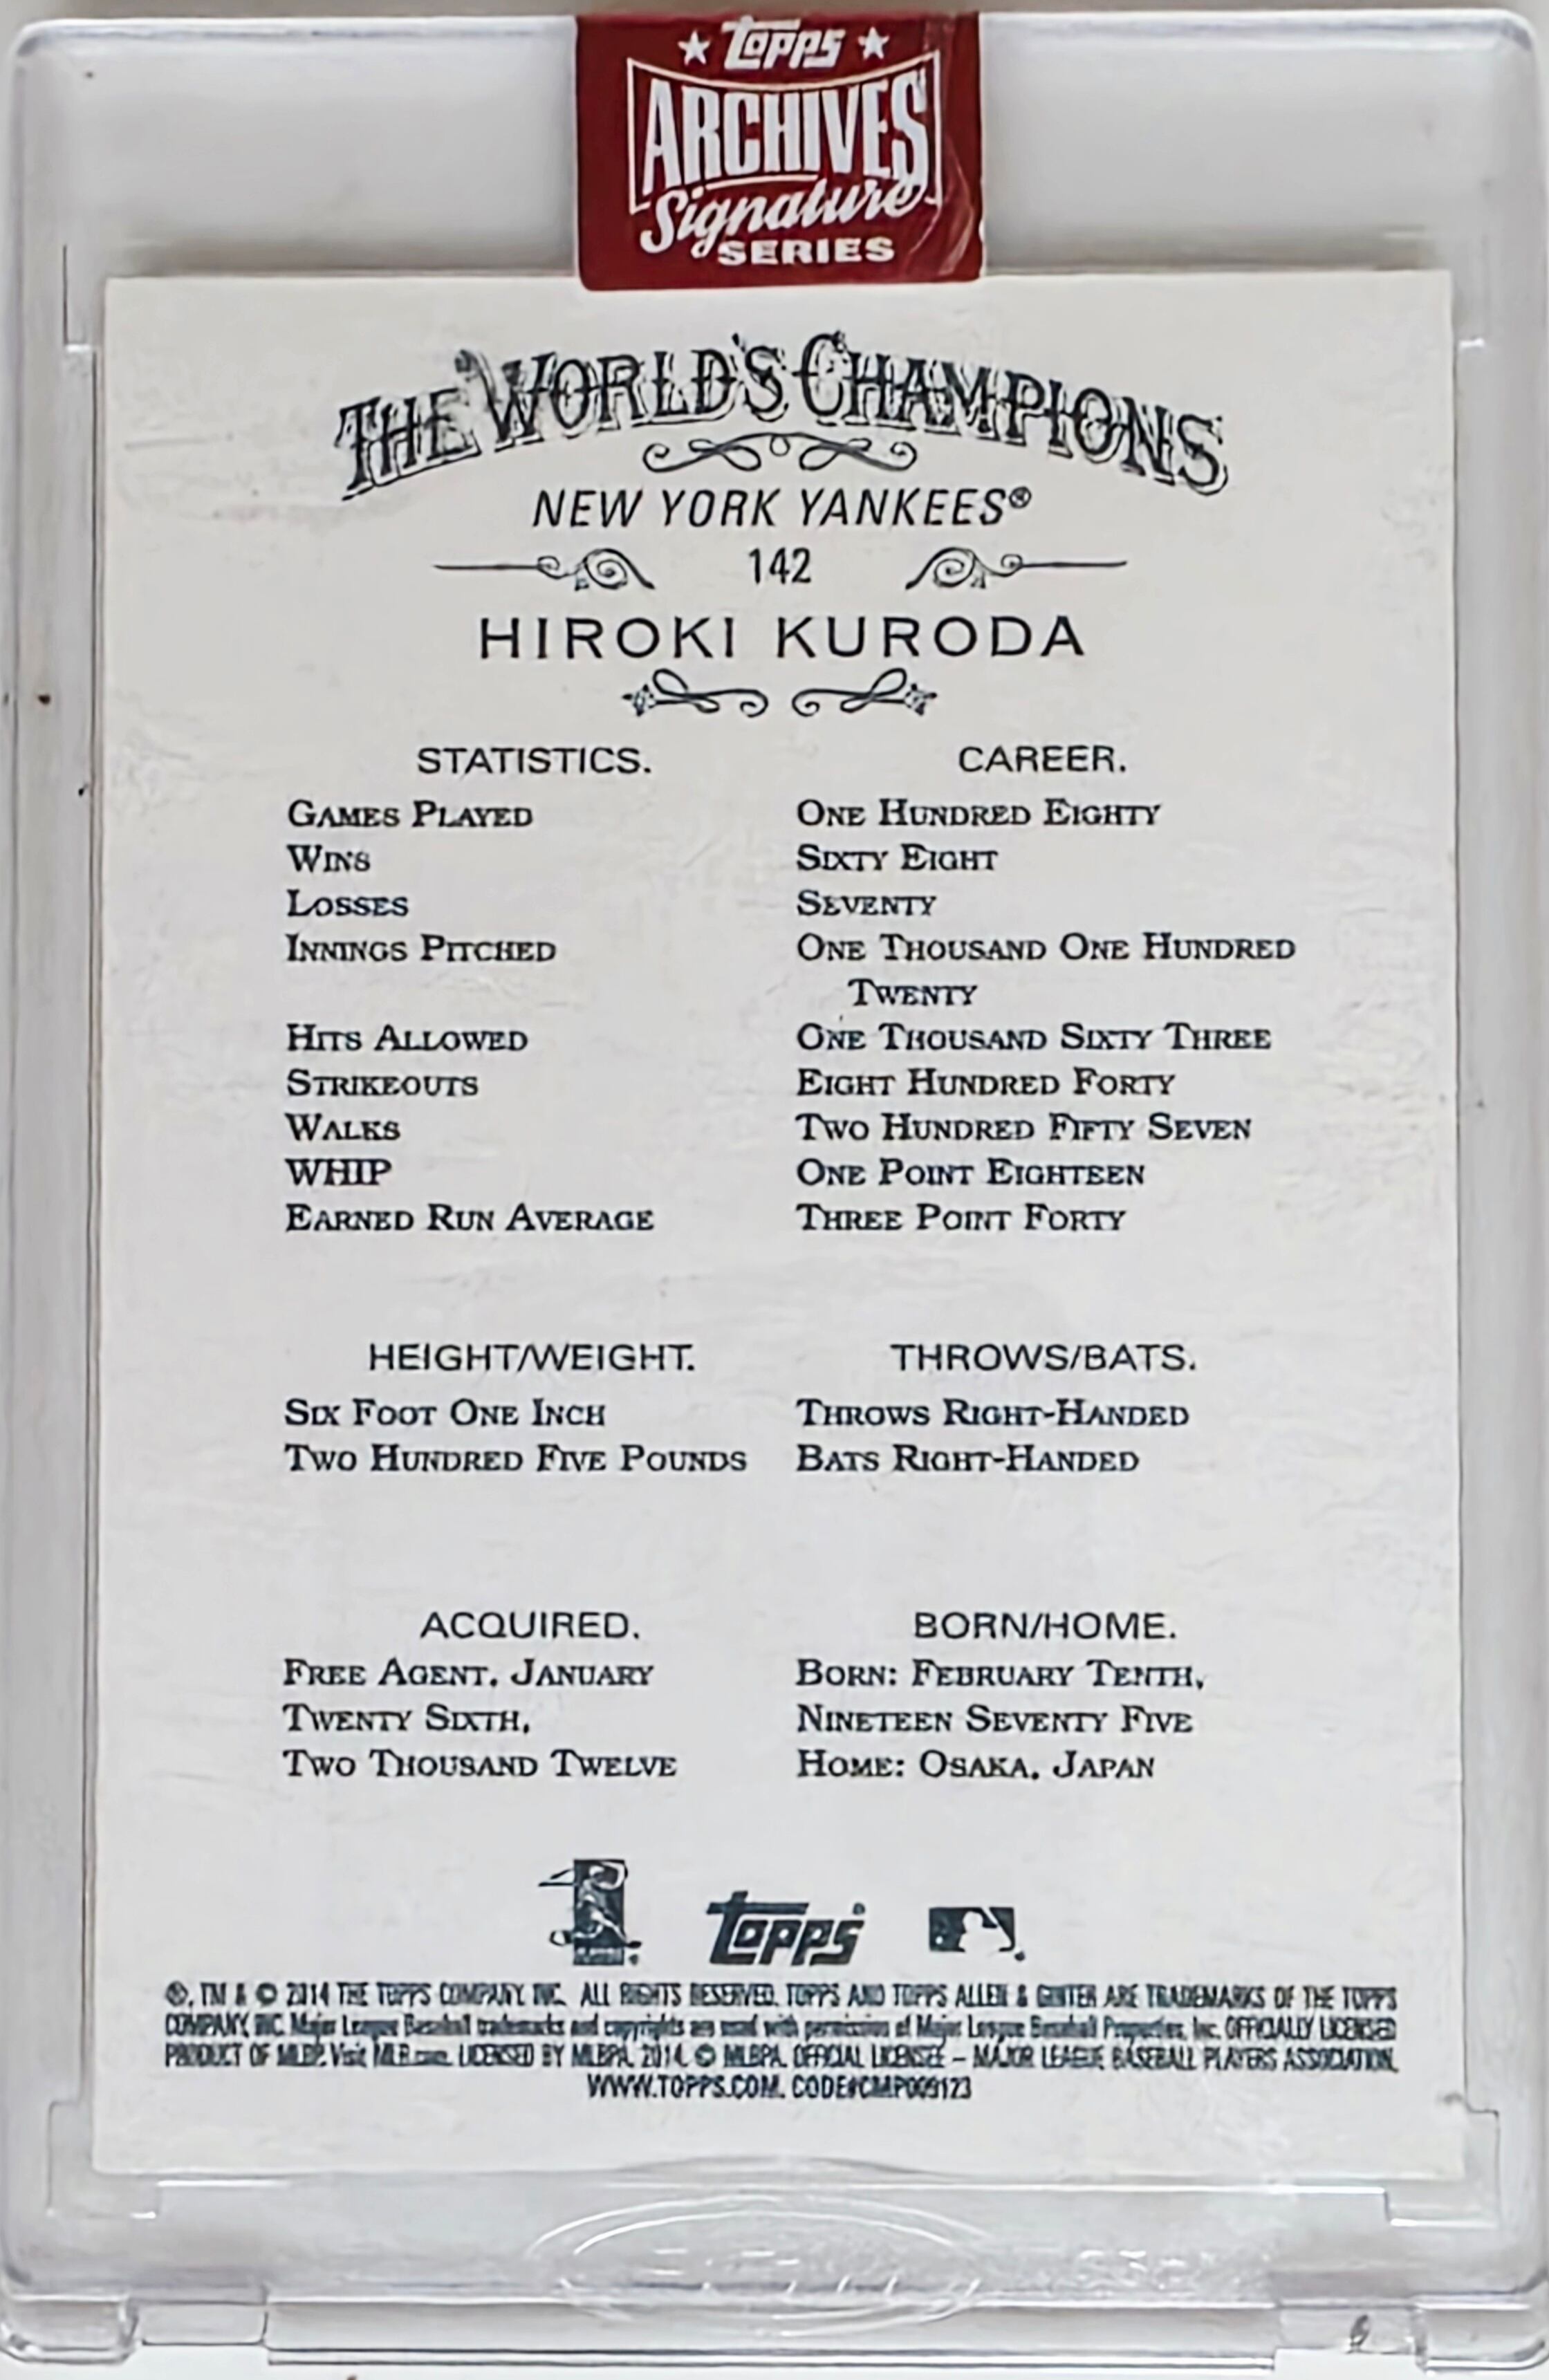 Topps
ARCHIVES
Signature
SERIES
THE WORLD'S CHAMPIONS
NEW YORK YANKEES®
142
HIROKI KURODA
STATISTICS. CAREER.
GAMES PLAYED ONE HUNDRED EIGHTY
WINS SIXTY EIGHT
LOSSES SEVENTY
INNINGS PITCHED ONE THOUSAND ONE HUNDRED
TWENTY
HITS ALLOWED ONE THOUSAND SIXTY THREE
STRIKEOUTS EIGHT HUNDRED FORTY
WALKS TWO HUNDRED FIFTY SEVEN
WHIP ONE POINT EIGHTEEN
EARNED RUN AVERAGE THREE POINT FORTY
HEIGHT/WEIGHT. THROWS/BATS.
SIX FOOT ONE INCH THROWS RIGHT-HANDED
TWO HUNDRED FIVE POUNDS BATS RIGHT-HANDED
ACQUIRED. BORN/HOME.
FREE AGENT, JANUARY BORN: FEBRUARY TENTH,
TWENTY SIXTH, NINETEEN SEVENTY FIVE
TWO THOUSAND TWELVE HOME: OSAKA, JAPAN
Topps
®, TM & © 2014 THE TOPPS COMPANY, INC. ALL RIGHTS RESERVED. TOPPS AND TOPPS ALLEN & GINTER ARE TRADEMARKS OF THE TOPPS
COMPANY, INC. Major League Baseball trademarks and copyrights are used with permission of Major League Baseball Properties, Inc. OFFICIALLY LICENSED
PRODUCT OF MLBP. Visit MLB.com. LICENSED BY MLBPA. 2014. © MLBPA. OFFICIAL LICENSEE – MAJOR LEAGUE BASEBALL PLAYERS ASSOCIATION.
WWW.TOPPS.COM. CODE#CMP009123